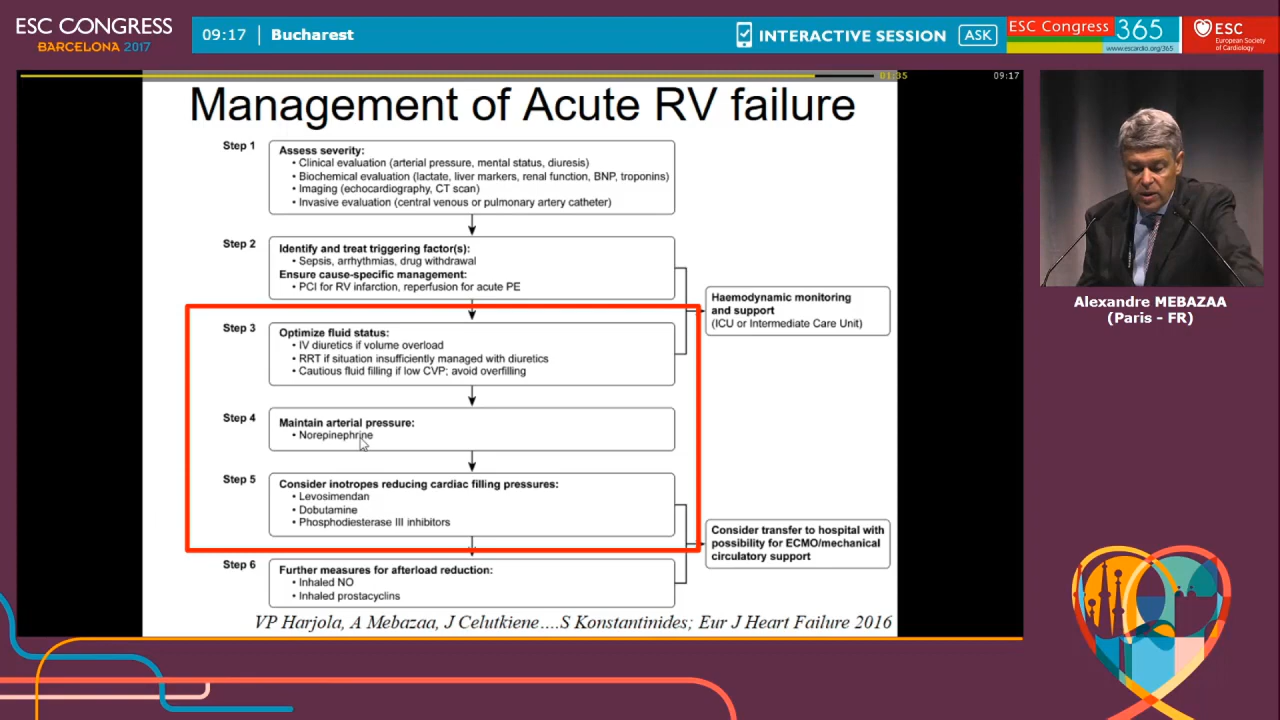 ESC CONGRESS
BARCELONA 2017
09:17
Bucharest
INTERACTIVE SESSION
ASK
ESC Congress
365
www.escardio.org/365
ESC
European Society
of Cardiology
01:35
09:17
Management of Acute RV failure
Step 1
Assess severity:
• Clinical evaluation (arterial pressure, mental status, diuresis)
• Biochemical evaluation (lactate, liver markers, renal function, BNP, troponins)
• Imaging (echocardiography, CT scan)
• Invasive evaluation (central venous or pulmonary artery catheter)
Step 2
Identify and treat triggering factor(s):
• Sepsis, arrhythmias, drug withdrawal
Ensure cause-specific management:
• PCI for RV infarction, reperfusion for acute PE
Haemodynamic monitoring
and support
(ICU or Intermediate Care Unit)
Step 3
Optimize fluid status:
• IV diuretics if volume overload
• RRT if situation insufficiently managed with diuretics
• Cautious fluid filling if low CVP; avoid overfilling
Step 4
Maintain arterial pressure:
• Norepinephrine
Step 5
Consider inotropes reducing cardiac filling pressures:
• Levosimendan
• Dobutamine
• Phosphodiesterase III inhibitors
Consider transfer to hospital with
possibility for ECMO/mechanical
circulatory support
Step 6
Further measures for afterload reduction:
• Inhaled NO
• Inhaled prostacyclins
VP Harjola, A Mebazaa, J Celutkiene....S Konstantinides; Eur J Heart Failure 2016
Alexandre MEBAZAA
(Paris - FR)